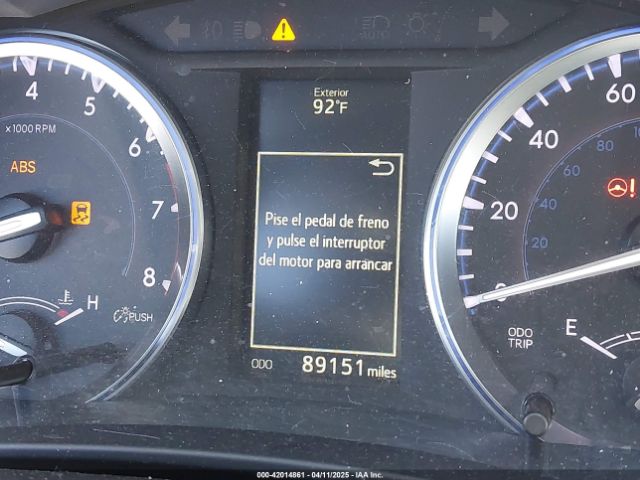 AUTO
Exterior
92°F
4
5
6
7
8
x1000 RPM
ABS
H
PUSH
Pise el pedal de freno
y pulse el interruptor
del motor para arrancar
ODO 89151 miles
60
40
20
0
80
60
40
20
ODO
TRIP
E
000-42014861 - 04/11/2025 - IAA Inc.